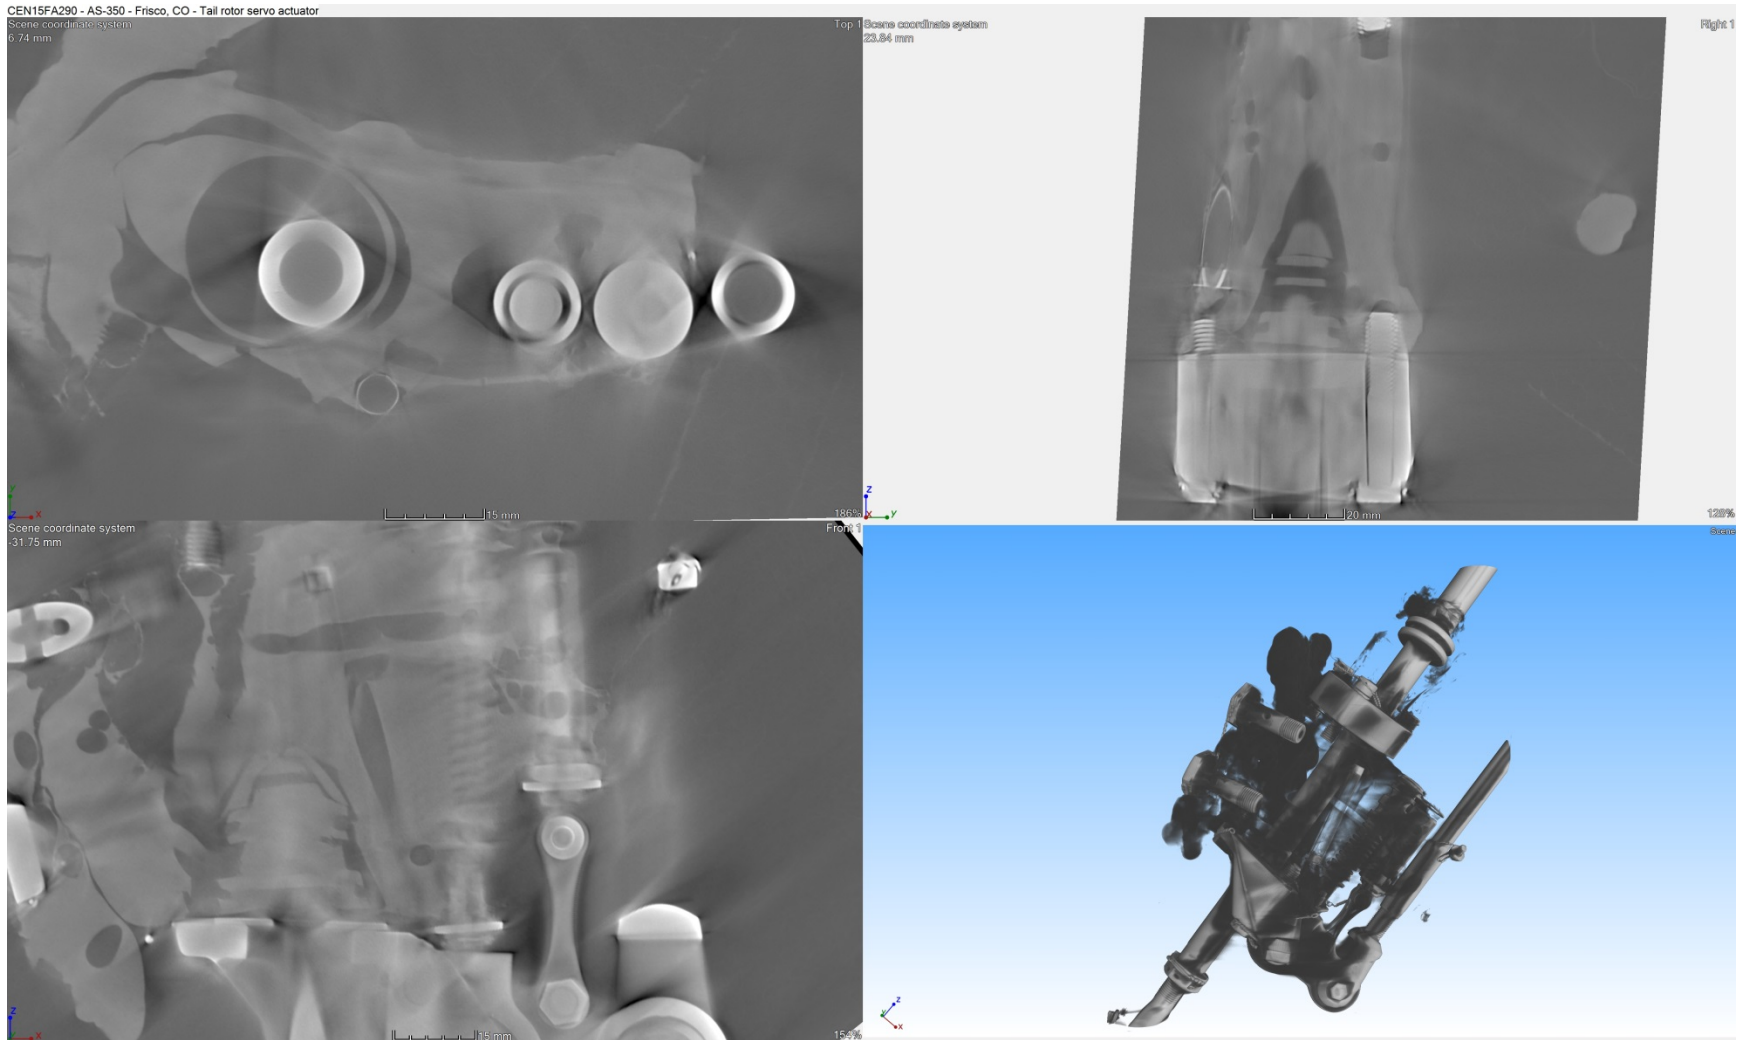 CEN15FA290 - AS-350 - Frisco, CO - Tail rotor servo actuator
Scene coordinate system
6.74 mm
Top 1
15 mm
186%
Scene coordinate system
23.84 mm
Right 1
20 mm
128%
Scene coordinate system
-31.75 mm
Front 1
15 mm
154%
Scene
y
z
x
z
x
y
z
x
z
y
x